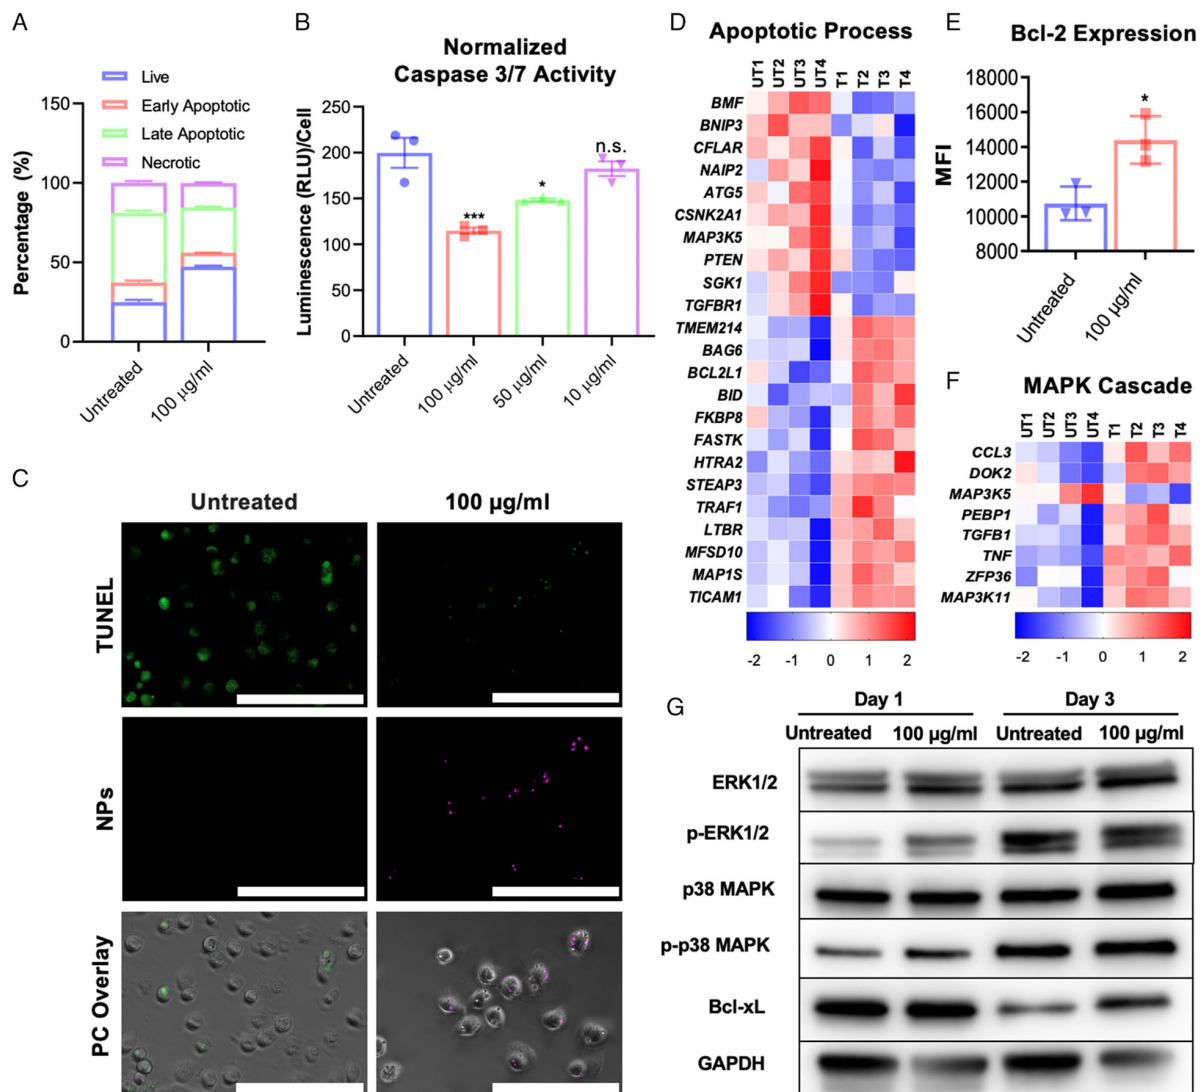 A
Live
Early Apoptotic
Late Apoptotic
Necrotic
Percentage (%)
150
100
50
0
Untreated
100 µg/ml
B
Normalized
Caspase 3/7 Activity
Luminescence (RLU)/Cell
250
200
150
100
50
0
***
*
n.s.
Untreated
100 µg/ml
50 µg/ml
10 µg/ml
C
Untreated
100 µg/ml
TUNEL
NPs
PC Overlay
D
Apoptotic Process
UT1 UT2 UT3 UT4 T1 T2 T3 T4
BMF
BNIP3
CFLAR
NAIP2
ATG5
CSNK2A1
MAP3K5
PTEN
SGK1
TGFBR1
TMEM214
BAG6
BCL2L1
BID
FKBP8
FASTK
HTRA2
STEAP3
TRAF1
LTBR
MFSD10
MAP1S
TICAM1
-2 -1 0 1 2
E
Bcl-2 Expression
MFI
18000
16000
14000
12000
10000
8000
*
Untreated
100 µg/ml
F
MAPK Cascade
UT1 UT2 UT3 UT4 T1 T2 T3 T4
CCL3
DOK2
MAP3K5
PEBP1
TGFB1
TNF
ZFP36
MAP3K11
-2 -1 0 1 2
G
Day 1 Day 3
Untreated 100 µg/ml Untreated 100 µg/ml
ERK1/2
p-ERK1/2
p38 MAPK
p-p38 MAPK
Bcl-xL
GAPDH